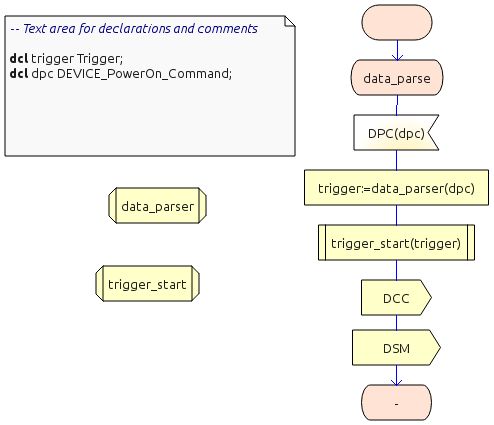 -- Text area for declarations and comments
dcl trigger Trigger;
dcl dpc DEVICE_PowerOn_Command;
data_parser
trigger_start
data_parse
DPC(dpc)
trigger:=data_parser(dpc)
trigger_start(trigger)
DCC
DSM
-